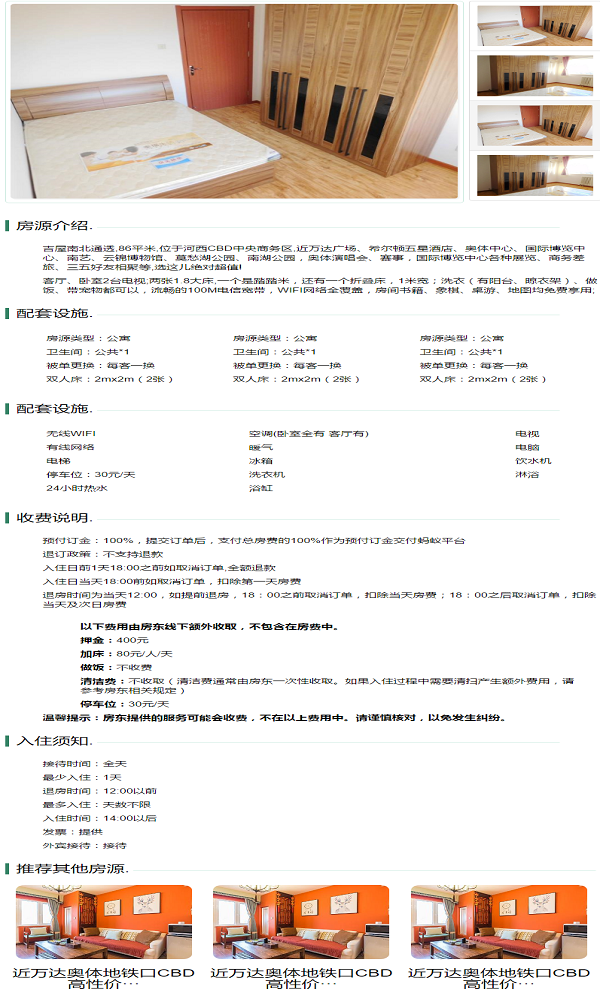 房源介绍.
吉屋南北通透,86平米,位于河西CBD中央商务区,近万达广场、希尔顿五星酒店、奥体中心、国际博览中
心、南艺、云锦博物馆、莫愁湖公园、南湖公园，奥体演唱会、赛事，国际博览中心各种展览、商务差
旅、三五好友相聚等,选这儿绝对超值!
客厅、卧室2台电视;两张1.8大床,一个是踏踏米，还有一个折叠床，1米宽；洗衣（有阳台、晾衣架）、做
饭、带宠物都可以，流畅的100M电信宽带，WIFI网络全覆盖，房间书籍、象棋、桌游、地图均免费享用;
配套设施.
房源类型：公寓 房源类型：公寓 房源类型：公寓
卫生间：公共*1 卫生间：公共*1 卫生间：公共*1
被单更换：每客一换 被单更换：每客一换 被单更换：每客一换
双人床：2mx2m（2张） 双人床：2mx2m（2张） 双人床：2mx2m（2张）
配套设施.
无线WIFI 空调(卧室全有 客厅有) 电视
有线网络 暖气 电脑
电梯 冰箱 饮水机
停车位：30元/天 洗衣机 淋浴
24小时热水 浴缸
收费说明.
预付订金：100%，提交订单后，支付总房费的100%作为预付订金交付蚂蚁平台
退订政策：不支持退款
入住日前1天18:00之前如取消订单,全额退款
入住日当天18:00前如取消订单，扣除第一天房费
退房时间为当天12:00，如提前退房，18：00之前取消订单，扣除当天房费；18：00之后取消订单，扣除
当天及次日房费
以下费用由房东线下额外收取，不包含在房费中。
押金：400元
加床：80元/人/天
做饭：不收费
清洁费：不收取（清洁费通常由房东一次性收取。如果入住过程中需要清扫产生额外费用，请
参考房东相关规定）
停车位：30元/天
温馨提示：房东提供的服务可能会收费，不在以上费用中。请谨慎核对，以免发生纠纷。
入住须知.
接待时间：全天
最少入住：1天
退房时间：12:00以前
最多入住：天数不限
入住时间：14:00以后
发票：提供
外宾接待：接待
推荐其他房源.
近万达奥体地铁口CBD 近万达奥体地铁口CBD 近万达奥体地铁口CBD
高性价… 高性价… 高性价…